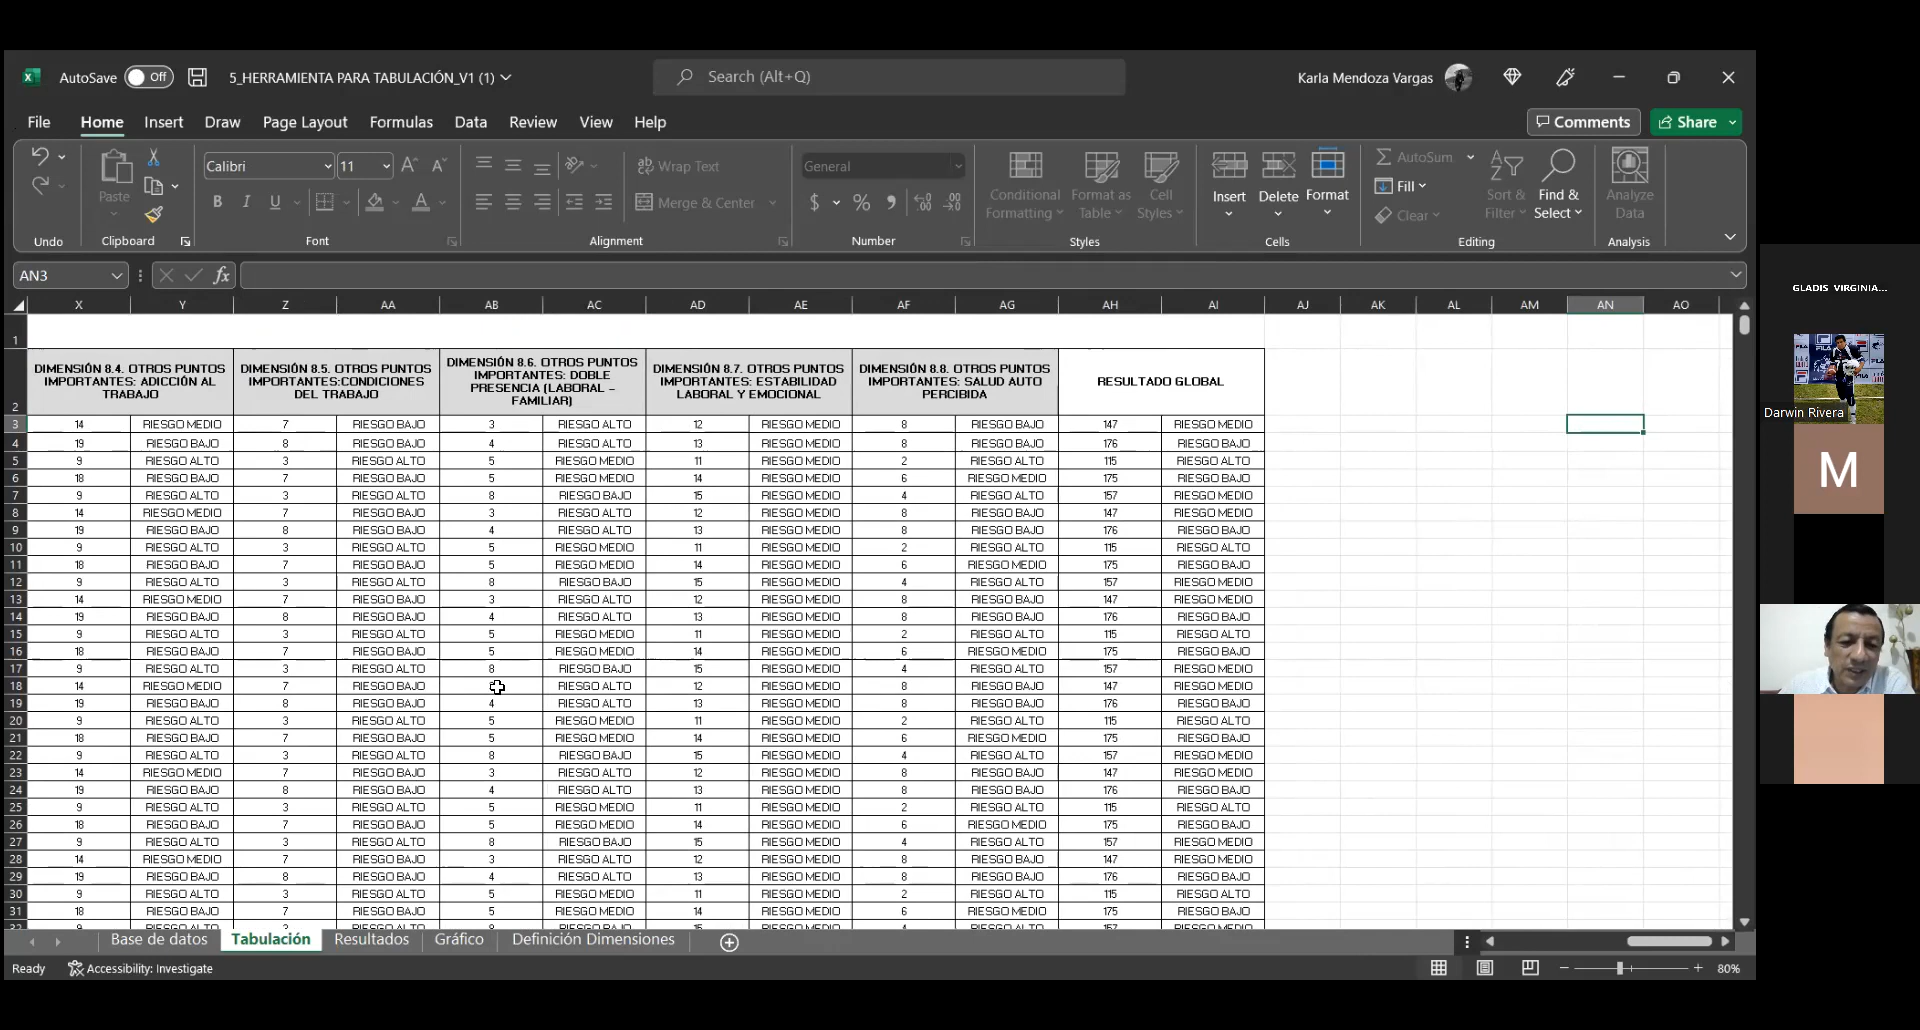 AutoSave Off 5_HERRAMIENTA PARA TABULACIÓN_V1 (1) Search (Alt+Q) Karla Mendoza Vargas
File Home Insert Draw Page Layout Formulas Data Review View Help Comments Share
Calibri 11 Wrap Text General AutoSum
Paste Merge & Center Conditional Formatting Format as Table Cell Styles Insert Delete Format Fill Clear Sort & Filter Find & Select Analyze Data
Undo Clipboard Font Alignment Number Styles Cells Editing Analysis
AN3 fx
X Y Z AA AB AC AD AE AF AG AH AI AJ AK AL AM AN AO
1
2 DIMENSIÓN 8.4. OTROS PUNTOS IMPORTANTES: ADICCIÓN AL TRABAJO DIMENSIÓN 8.5. OTROS PUNTOS IMPORTANTES:CONDICIONES DEL TRABAJO DIMENSIÓN 8.6. OTROS PUNTOS IMPORTANTES: DOBLE PRESENCIA (LABORAL – FAMILIAR) DIMENSIÓN 8.7. OTROS PUNTOS IMPORTANTES: ESTABILIDAD LABORAL Y EMOCIONAL DIMENSIÓN 8.8. OTROS PUNTOS IMPORTANTES: SALUD AUTO PERCIBIDA RESULTADO GLOBAL
3 14 RIESGO MEDIO 7 RIESGO BAJO 3 RIESGO ALTO 12 RIESGO MEDIO 8 RIESGO BAJO 147 RIESGO MEDIO
4 19 RIESGO BAJO 8 RIESGO BAJO 4 RIESGO ALTO 13 RIESGO MEDIO 8 RIESGO BAJO 176 RIESGO BAJO
5 9 RIESGO ALTO 3 RIESGO ALTO 5 RIESGO MEDIO 11 RIESGO MEDIO 2 RIESGO ALTO 115 RIESGO ALTO
6 18 RIESGO BAJO 7 RIESGO BAJO 5 RIESGO MEDIO 14 RIESGO MEDIO 6 RIESGO MEDIO 175 RIESGO BAJO
7 9 RIESGO ALTO 3 RIESGO ALTO 8 RIESGO BAJO 15 RIESGO MEDIO 4 RIESGO ALTO 157 RIESGO MEDIO
8 14 RIESGO MEDIO 7 RIESGO BAJO 3 RIESGO ALTO 12 RIESGO MEDIO 8 RIESGO BAJO 147 RIESGO MEDIO
9 19 RIESGO BAJO 8 RIESGO BAJO 4 RIESGO ALTO 13 RIESGO MEDIO 8 RIESGO BAJO 176 RIESGO BAJO
10 9 RIESGO ALTO 3 RIESGO ALTO 5 RIESGO MEDIO 11 RIESGO MEDIO 2 RIESGO ALTO 115 RIESGO ALTO
11 18 RIESGO BAJO 7 RIESGO BAJO 5 RIESGO MEDIO 14 RIESGO MEDIO 6 RIESGO MEDIO 175 RIESGO BAJO
12 9 RIESGO ALTO 3 RIESGO ALTO 8 RIESGO BAJO 15 RIESGO MEDIO 4 RIESGO ALTO 157 RIESGO MEDIO
13 14 RIESGO MEDIO 7 RIESGO BAJO 3 RIESGO ALTO 12 RIESGO MEDIO 8 RIESGO BAJO 147 RIESGO MEDIO
14 19 RIESGO BAJO 8 RIESGO BAJO 4 RIESGO ALTO 13 RIESGO MEDIO 8 RIESGO BAJO 176 RIESGO BAJO
15 9 RIESGO ALTO 3 RIESGO ALTO 5 RIESGO MEDIO 11 RIESGO MEDIO 2 RIESGO ALTO 115 RIESGO ALTO
16 18 RIESGO BAJO 7 RIESGO BAJO 5 RIESGO MEDIO 14 RIESGO MEDIO 6 RIESGO MEDIO 175 RIESGO BAJO
17 9 RIESGO ALTO 3 RIESGO ALTO 8 RIESGO BAJO 15 RIESGO MEDIO 4 RIESGO ALTO 157 RIESGO MEDIO
18 14 RIESGO MEDIO 7 RIESGO BAJO RIESGO ALTO 12 RIESGO MEDIO 8 RIESGO BAJO 147 RIESGO MEDIO
19 19 RIESGO BAJO 8 RIESGO BAJO 4 RIESGO ALTO 13 RIESGO MEDIO 8 RIESGO BAJO 176 RIESGO BAJO
20 9 RIESGO ALTO 3 RIESGO ALTO 5 RIESGO MEDIO 11 RIESGO MEDIO 2 RIESGO ALTO 115 RIESGO ALTO
21 18 RIESGO BAJO 7 RIESGO BAJO 5 RIESGO MEDIO 14 RIESGO MEDIO 6 RIESGO MEDIO 175 RIESGO BAJO
22 9 RIESGO ALTO 3 RIESGO ALTO 8 RIESGO BAJO 15 RIESGO MEDIO 4 RIESGO ALTO 157 RIESGO MEDIO
23 14 RIESGO MEDIO 7 RIESGO BAJO 3 RIESGO ALTO 12 RIESGO MEDIO 8 RIESGO BAJO 147 RIESGO MEDIO
24 19 RIESGO BAJO 8 RIESGO BAJO 4 RIESGO ALTO 13 RIESGO MEDIO 8 RIESGO BAJO 176 RIESGO BAJO
25 9 RIESGO ALTO 3 RIESGO ALTO 5 RIESGO MEDIO 11 RIESGO MEDIO 2 RIESGO ALTO 115 RIESGO ALTO
26 18 RIESGO BAJO 7 RIESGO BAJO 5 RIESGO MEDIO 14 RIESGO MEDIO 6 RIESGO MEDIO 175 RIESGO BAJO
27 9 RIESGO ALTO 3 RIESGO ALTO 8 RIESGO BAJO 15 RIESGO MEDIO 4 RIESGO ALTO 157 RIESGO MEDIO
28 14 RIESGO MEDIO 7 RIESGO BAJO 3 RIESGO ALTO 12 RIESGO MEDIO 8 RIESGO BAJO 147 RIESGO MEDIO
29 19 RIESGO BAJO 8 RIESGO BAJO 4 RIESGO ALTO 13 RIESGO MEDIO 8 RIESGO BAJO 176 RIESGO BAJO
30 9 RIESGO ALTO 3 RIESGO ALTO 5 RIESGO MEDIO 11 RIESGO MEDIO 2 RIESGO ALTO 115 RIESGO ALTO
31 18 RIESGO BAJO 7 RIESGO BAJO 5 RIESGO MEDIO 14 RIESGO MEDIO 6 RIESGO MEDIO 175 RIESGO BAJO
Base de datos Tabulación Resultados Gráfico Definición Dimensiones
Ready Accessibility: Investigate 80%
GLADIS VIRGINIA...
FILA
Darwin Rivera
M